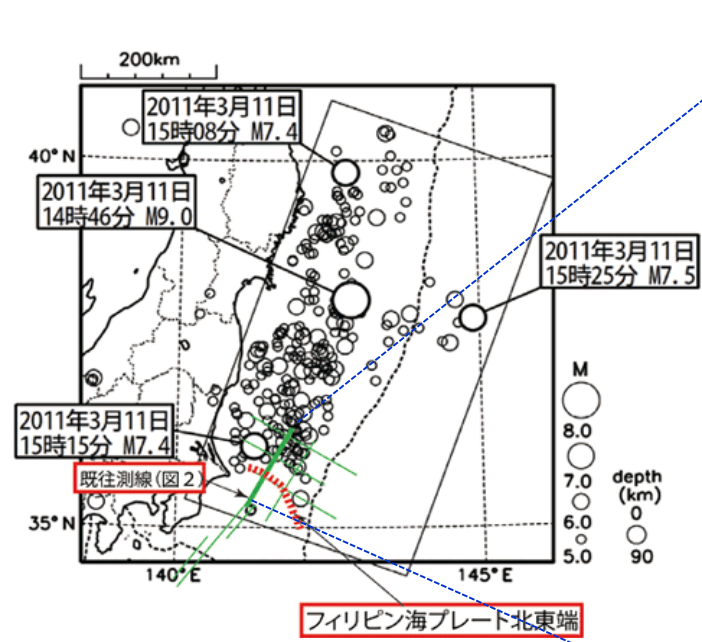 200km
2011年3月11日
15時08分 M7.4
40°N
2011年3月11日
14時46分 M9.0
2011年3月11日
15時25分 M7.5
M
8.0
7.0
6.0
5.0
depth
(km)
0
90
2011年3月11日
15時15分 M7.4
既往測線(図2)
35°N
140°E
145°E
フィリピン海プレート北東端